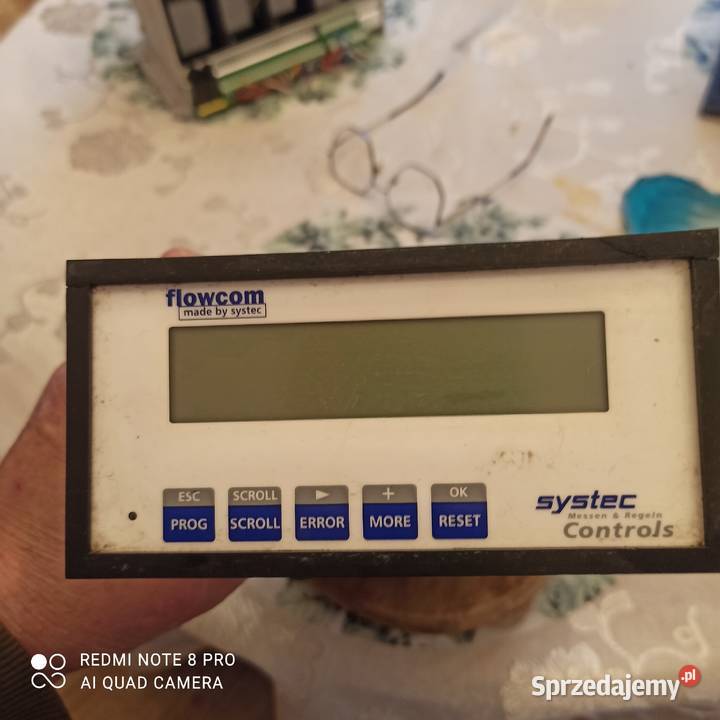 flowcom
made by systec
ESC SCROLL ► + OK
PROG SCROLL ERROR MORE RESET
systec
Messen & Regeln
Controls
REDMI NOTE 8 PRO
AI QUAD CAMERA
Sprzedajemy.pl